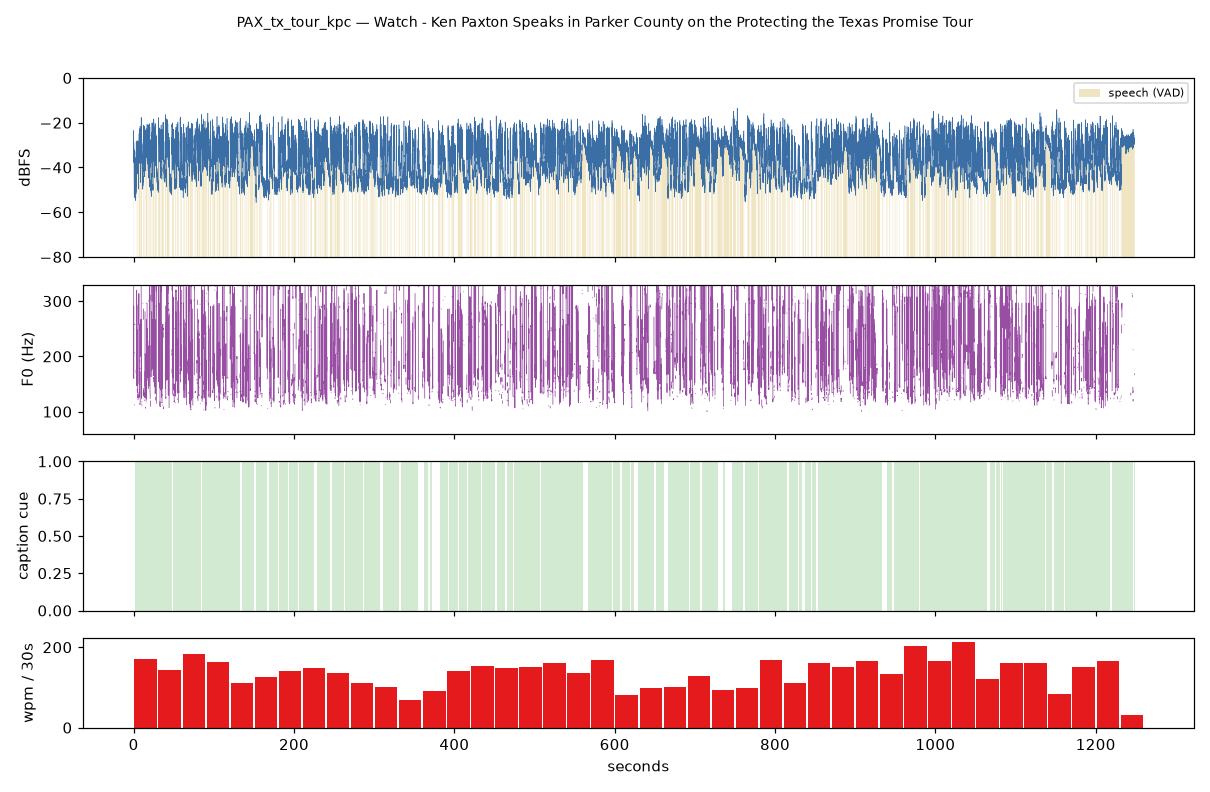 PAX_tx_tour_kpc — Watch - Ken Paxton Speaks in Parker County on the Protecting the Texas Promise Tour
0
−20
−40
−60
−80
dBFS
speech (VAD)
300
200
100
F0 (Hz)
1.00
0.75
0.50
0.25
0.00
caption cue
200
0
wpm / 30s
0 200 400 600 800 1000 1200
seconds